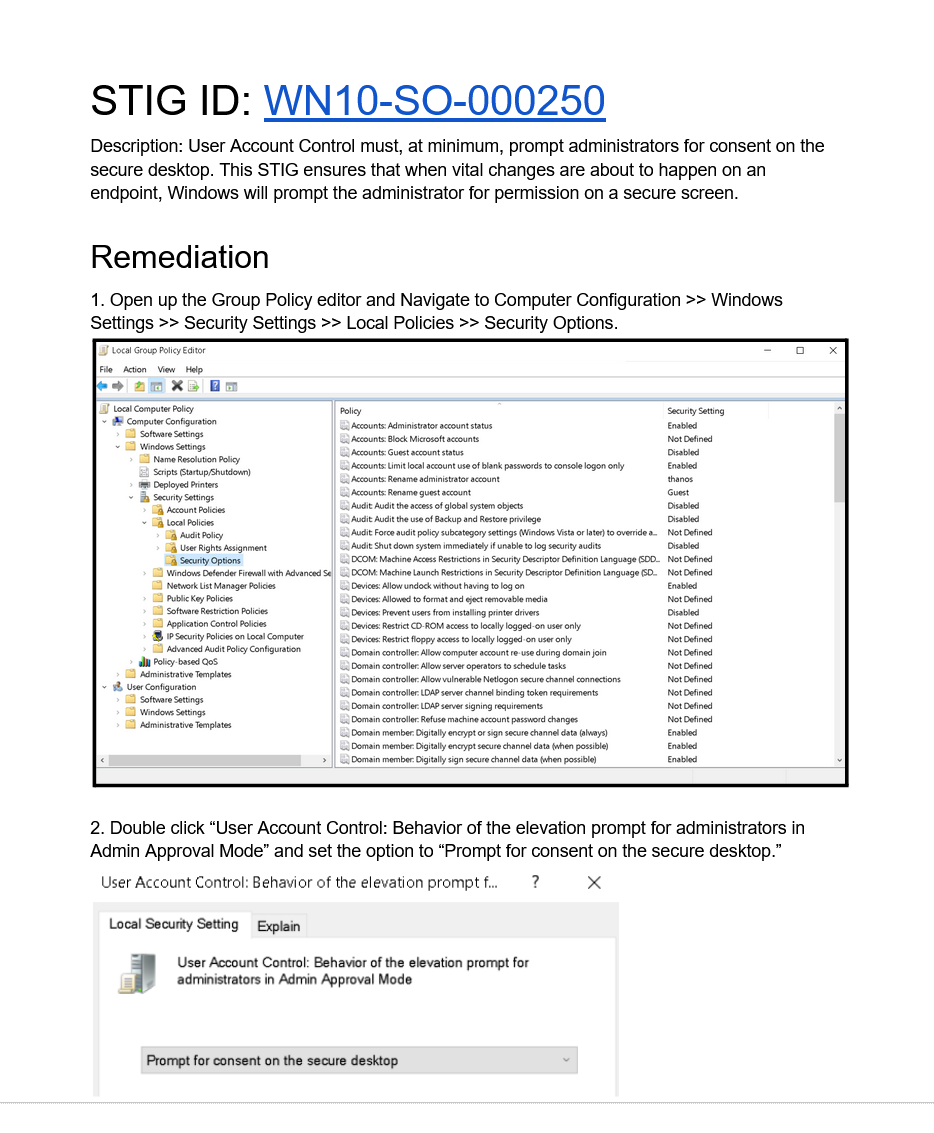 STIG ID: WN10-SO-000250
Description: User Account Control must, at minimum, prompt administrators for consent on the
secure desktop. This STIG ensures that when vital changes are about to happen on an
endpoint, Windows will prompt the administrator for permission on a secure screen.
Remediation
1. Open up the Group Policy editor and Navigate to Computer Configuration >> Windows
Settings >> Security Settings >> Local Policies >> Security Options.
Local Group Policy Editor
File Action View Help
Local Computer Policy
Computer Configuration
Software Settings
Windows Settings
Name Resolution Policy
Scripts (Startup/Shutdown)
Deployed Printers
Security Settings
Account Policies
Local Policies
Audit Policy
User Rights Assignment
Security Options
Windows Defender Firewall with Advanced Se
Network List Manager Policies
Public Key Policies
Software Restriction Policies
Application Control Policies
IP Security Policies on Local Computer
Advanced Audit Policy Configuration
Policy-based QoS
Administrative Templates
User Configuration
Software Settings
Windows Settings
Administrative Templates
Policy Security Setting
Accounts: Administrator account status Enabled
Accounts: Block Microsoft accounts Not Defined
Accounts: Guest account status Disabled
Accounts: Limit local account use of blank passwords to console logon only Enabled
Accounts: Rename administrator account thanos
Accounts: Rename guest account Guest
Audit: Audit the access of global system objects Disabled
Audit: Audit the use of Backup and Restore privilege Disabled
Audit: Force audit policy subcategory settings (Windows Vista or later) to override a... Not Defined
Audit: Shut down system immediately if unable to log security audits Disabled
DCOM: Machine Access Restrictions in Security Descriptor Definition Language (SDD... Not Defined
DCOM: Machine Launch Restrictions in Security Descriptor Definition Language (SD... Not Defined
Devices: Allow undock without having to log on Enabled
Devices: Allowed to format and eject removable media Not Defined
Devices: Prevent users from installing printer drivers Disabled
Devices: Restrict CD-ROM access to locally logged-on user only Not Defined
Devices: Restrict floppy access to locally logged-on user only Not Defined
Domain controller: Allow computer account re-use during domain join Not Defined
Domain controller: Allow server operators to schedule tasks Not Defined
Domain controller: Allow vulnerable Netlogon secure channel connections Not Defined
Domain controller: LDAP server channel binding token requirements Not Defined
Domain controller: LDAP server signing requirements Not Defined
Domain controller: Refuse machine account password changes Not Defined
Domain member: Digitally encrypt or sign secure channel data (always) Enabled
Domain member: Digitally encrypt secure channel data (when possible) Enabled
Domain member: Digitally sign secure channel data (when possible) Enabled
2. Double click “User Account Control: Behavior of the elevation prompt for administrators in
Admin Approval Mode” and set the option to “Prompt for consent on the secure desktop.”
User Account Control: Behavior of the elevation prompt f... ?
Local Security Setting Explain
User Account Control: Behavior of the elevation prompt for
administrators in Admin Approval Mode
Prompt for consent on the secure desktop